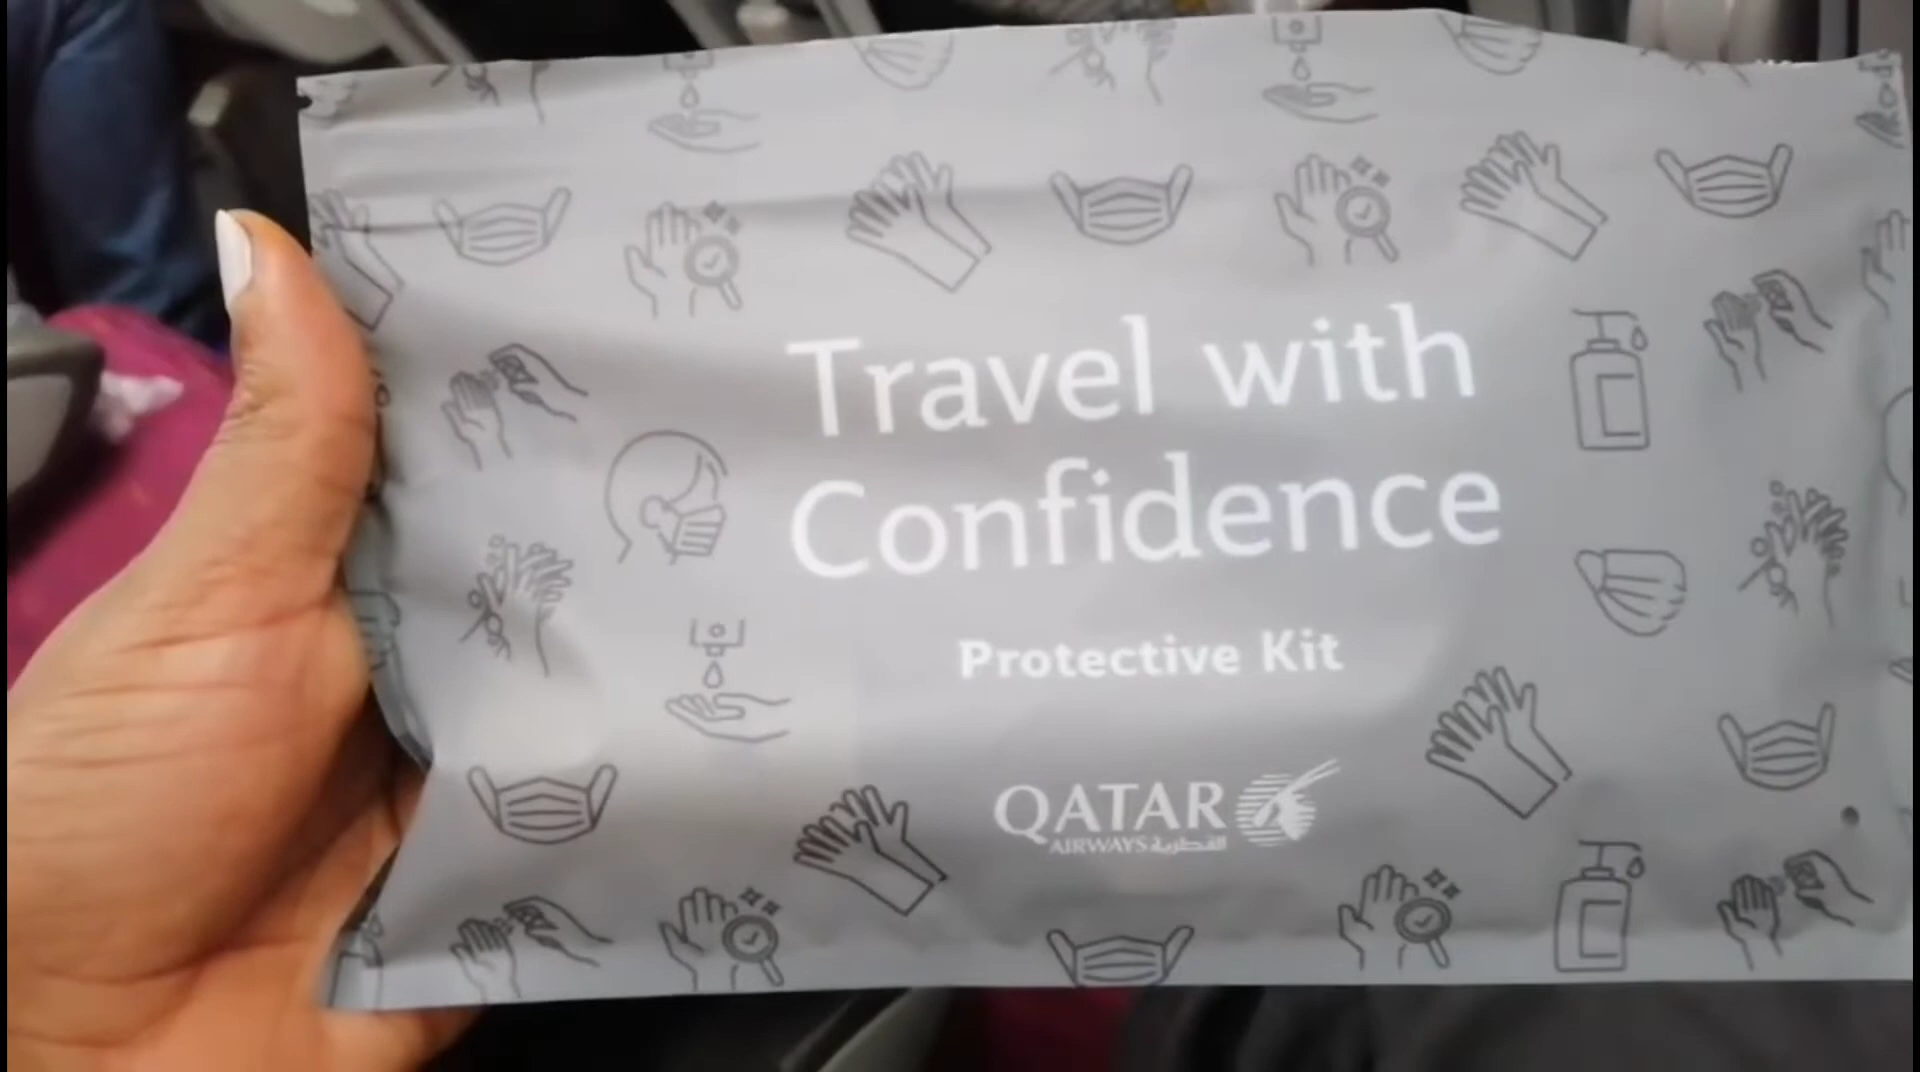 Travel with
Confidence
Protective Kit
QATAR
AIRWAYS القطرية